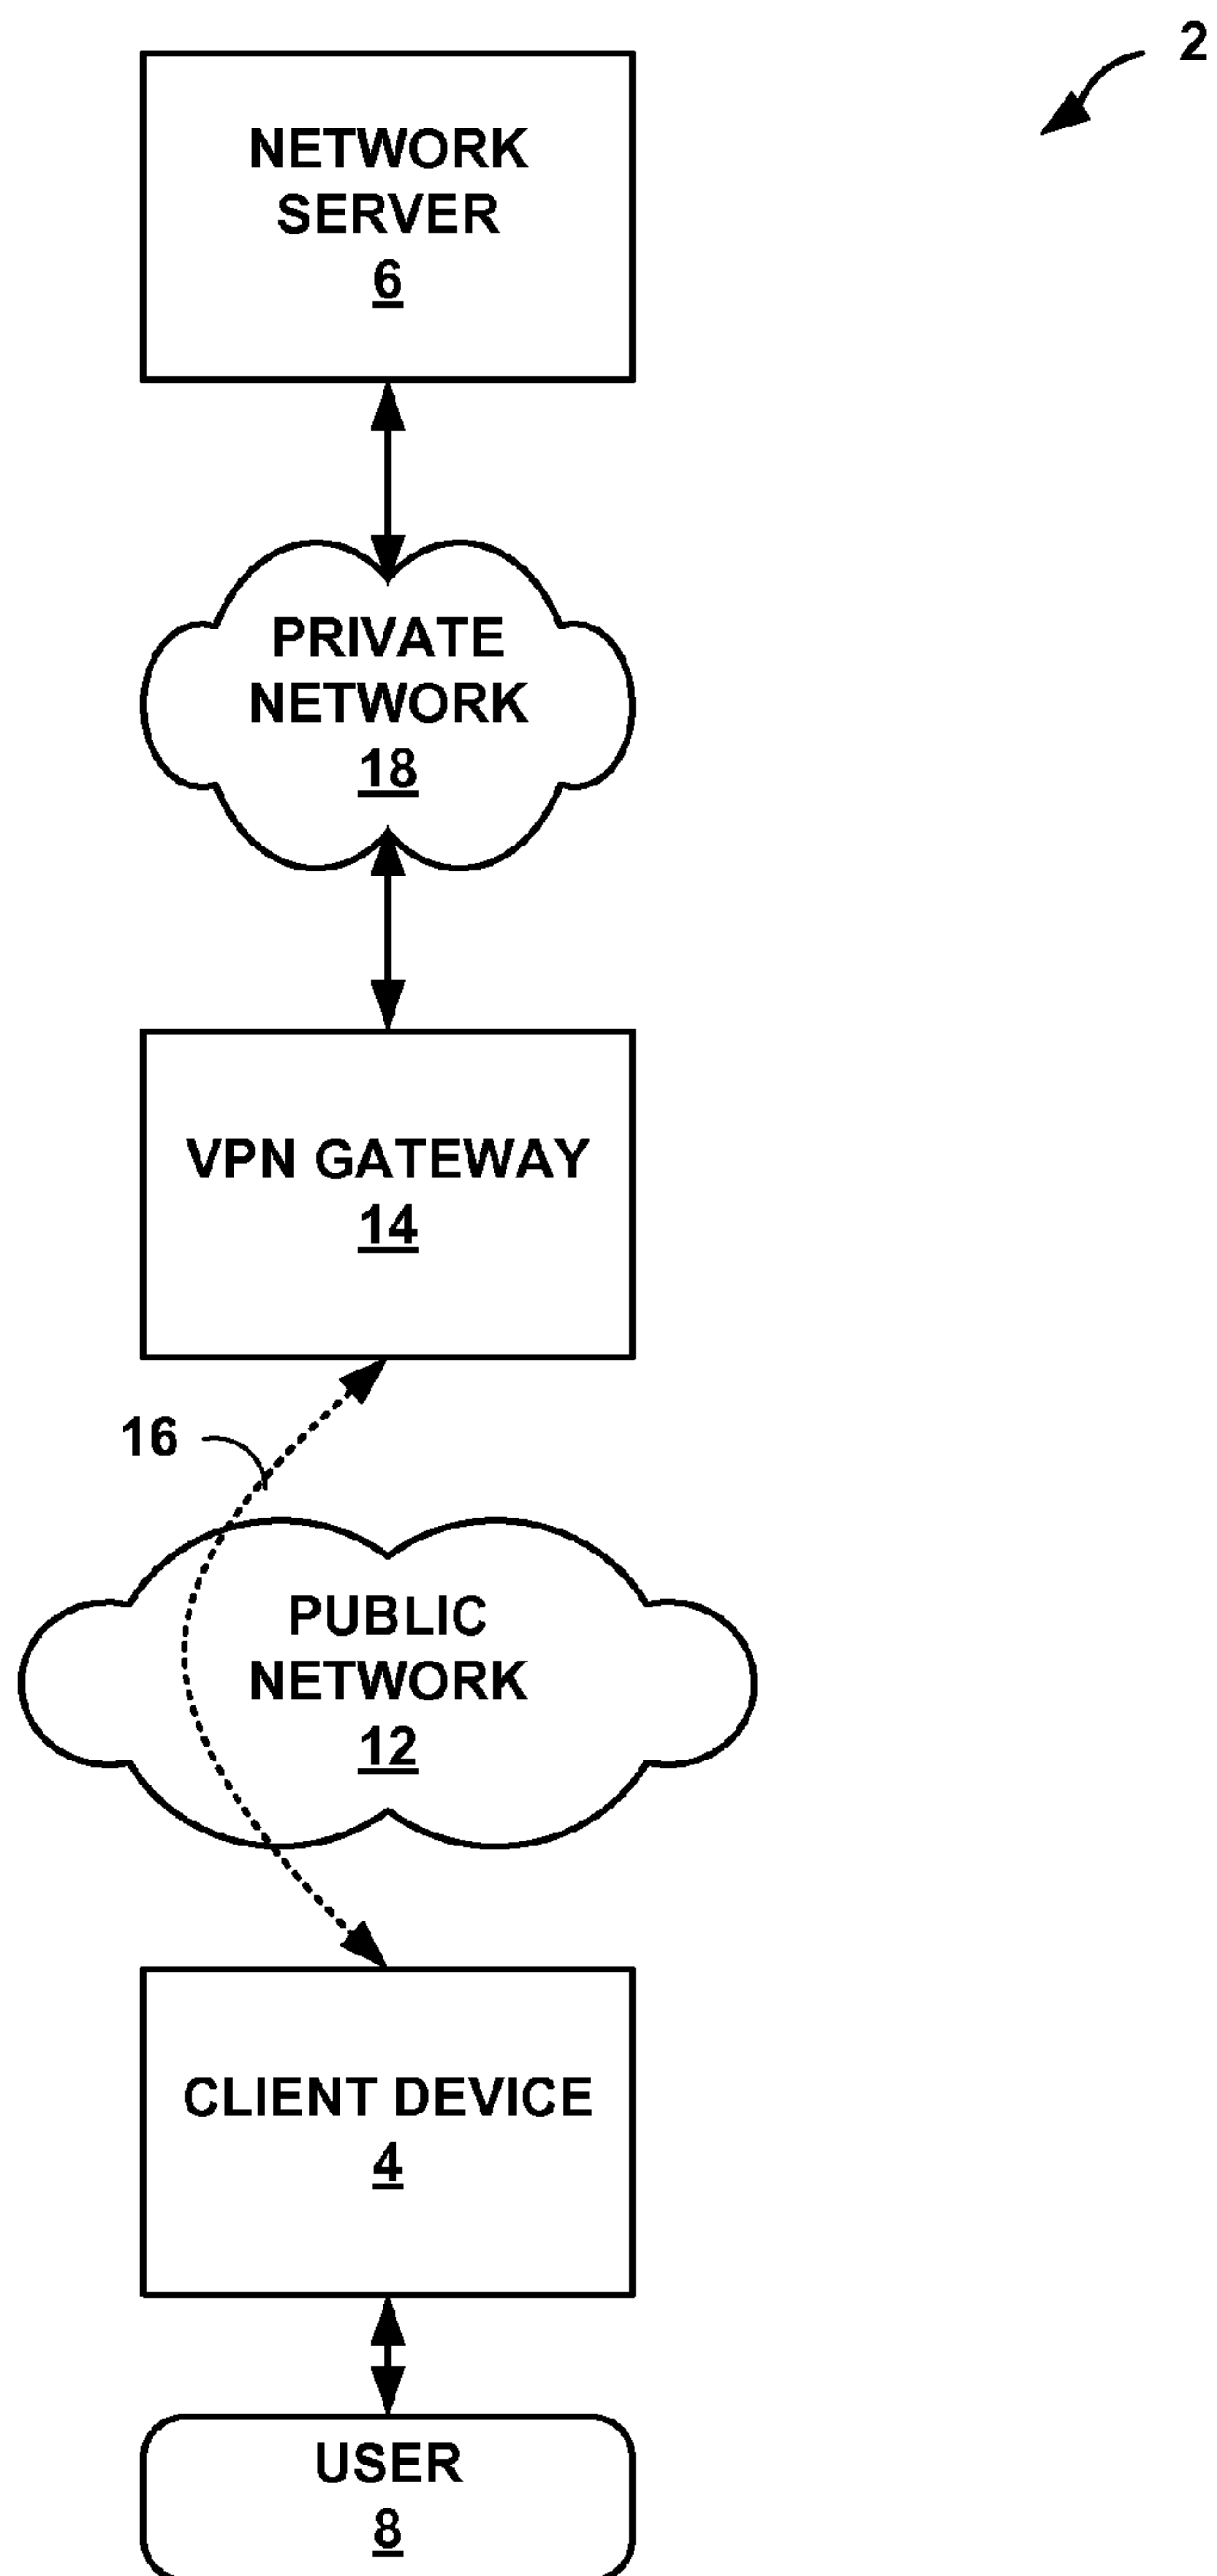 2
NETWORK
SERVER
6
PRIVATE
NETWORK
18
VPN GATEWAY
14
16
PUBLIC
NETWORK
12
CLIENT DEVICE
4
USER
8